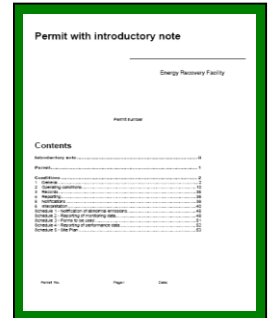 Permit with introductory note
Energy Recovery Facility
Permit number
Contents
Introductory note
Permit 1
Conditions 2
1 General
2 Operating conditions
3 Records
4 Reporting
5 Notifications
6 Interpretation
Schedule 1 - Notification of abnormal emissions
Schedule 2 - Reporting of monitoring data
Schedule 3 - Forms to be used
Schedule 4 - Reporting of performance data
Schedule 5 - Site Plan
Permit No. Page: Date: